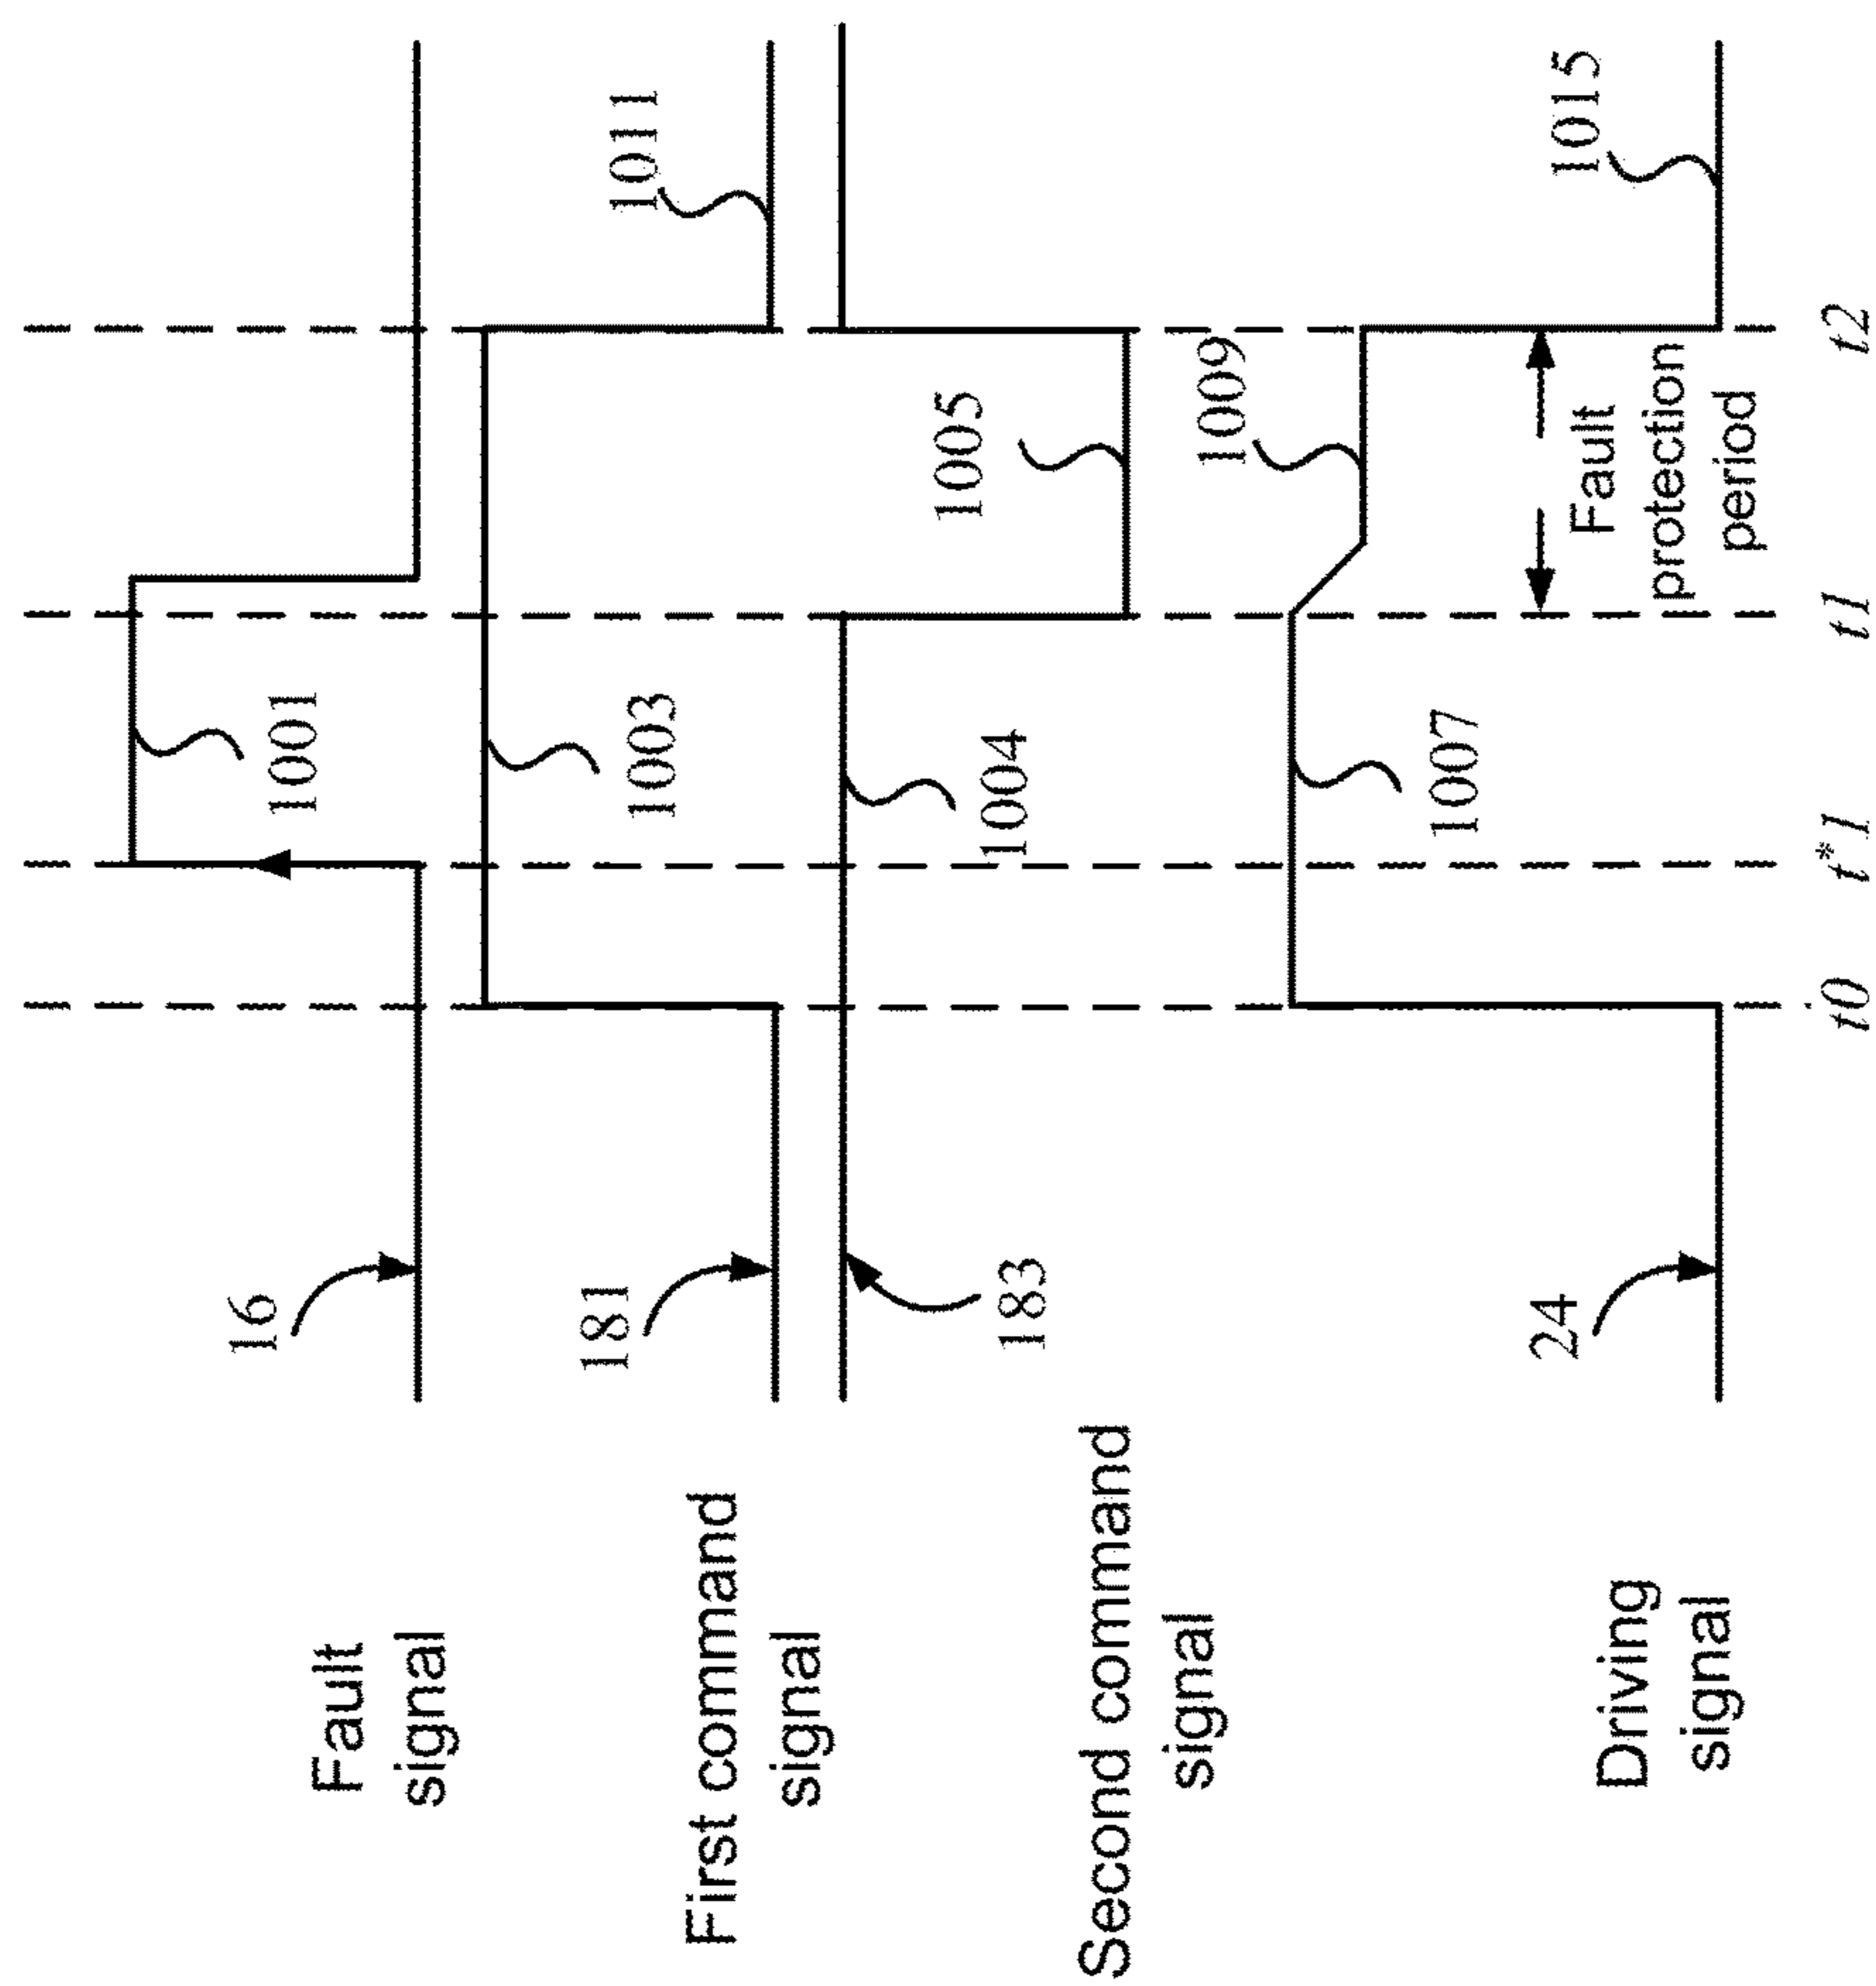 Fault
signal
16
1001
First command
signal
181
1003
1011
Second command
signal
183
1004
1005
Driving
signal
24
1007
1009
1015
Fault
protection
period
t0
t*1
t1
t2